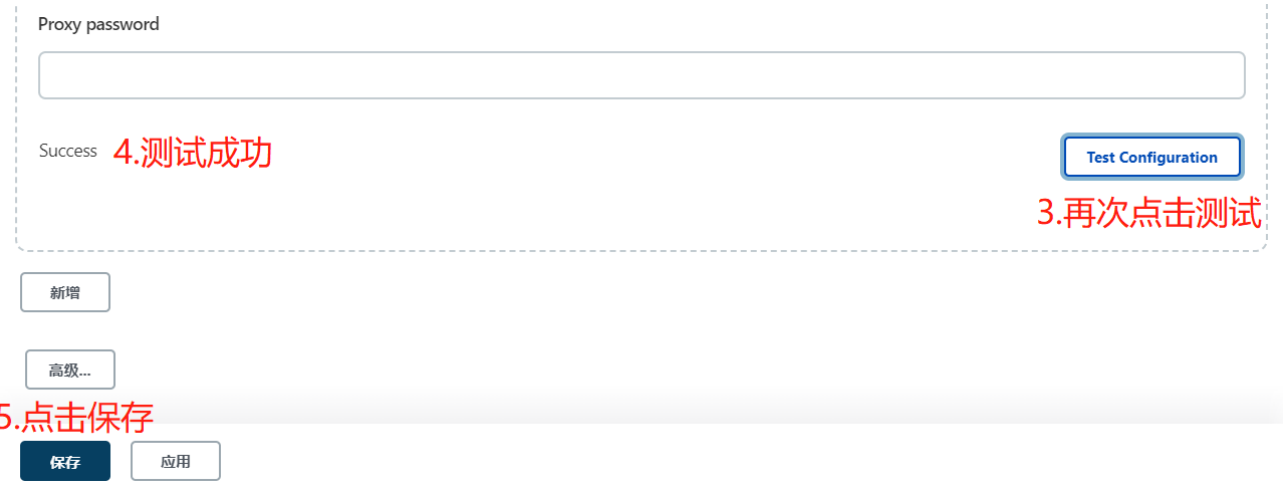 Proxy password
Success 4.测试成功
Test Configuration
3.再次点击测试
新增
高级...
5.点击保存
保存 应用